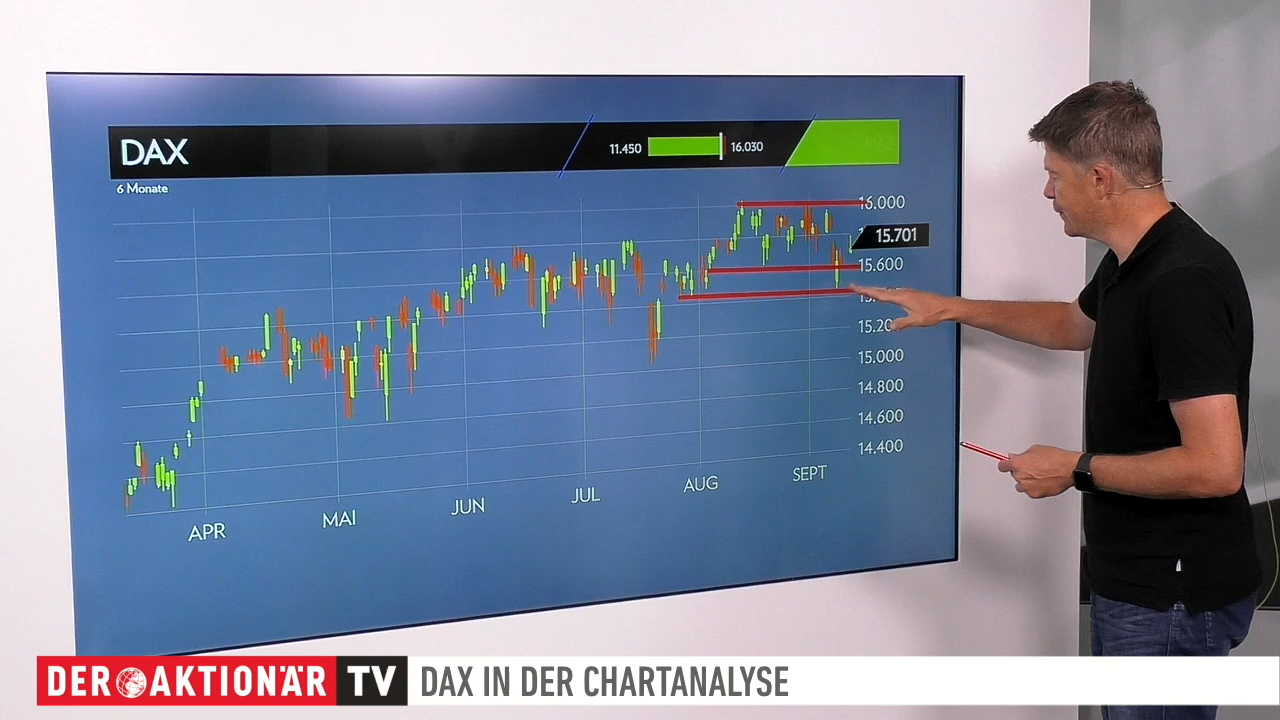 DAX
11.450
16.030
6 Monate
16.000
15.701
15.600
15.20
15.000
14.800
14.600
14.400
APR
MAI
JUN
JUL
AUG
SEPT
DER AKTIONÄR TV DAX IN DER CHARTANALYSE